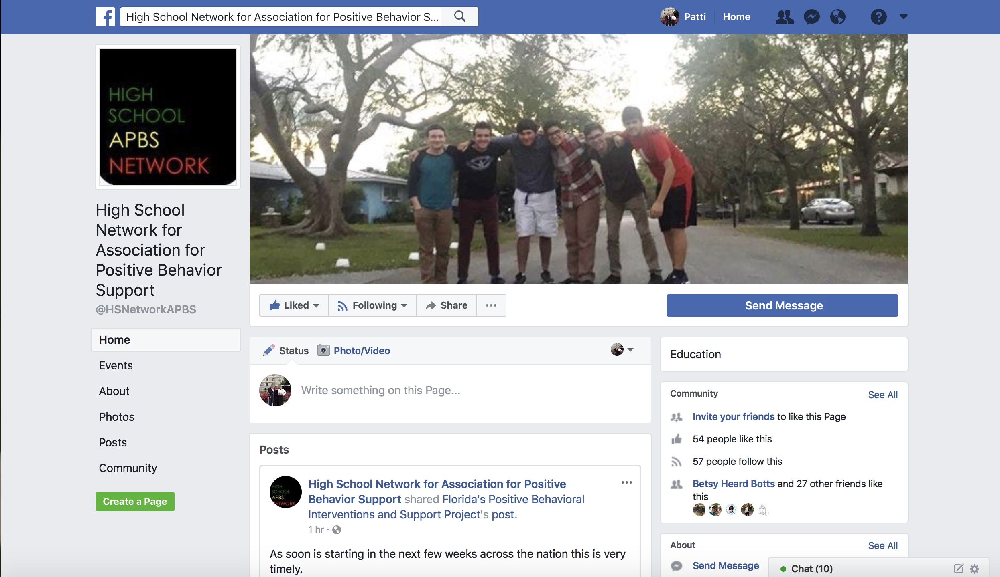 High School Network for Association for Positive Behavior S...
Patti
Home
HIGH
SCHOOL
APBS
NETWORK
High School
Network for
Association for
Positive Behavior
Support
@HSNetworkAPBS
Home
Events
About
Photos
Posts
Community
Create a Page
Liked
Following
Share
Send Message
Status
Photo/Video
Write something on this Page...
Posts
HIGH
SCHOOL
APBS
NETWORK
High School Network for Association for Positive
Behavior Support shared Florida's Positive Behavioral
Interventions and Support Project's post.
1 hr ·
As soon is starting in the next few weeks across the nation this is very
timely.
Education
Community
See All
Invite your friends to like this Page
54 people like this
57 people follow this
Betsy Heard Botts and 27 other friends like
this
About
See All
Send Message
Chat (10)